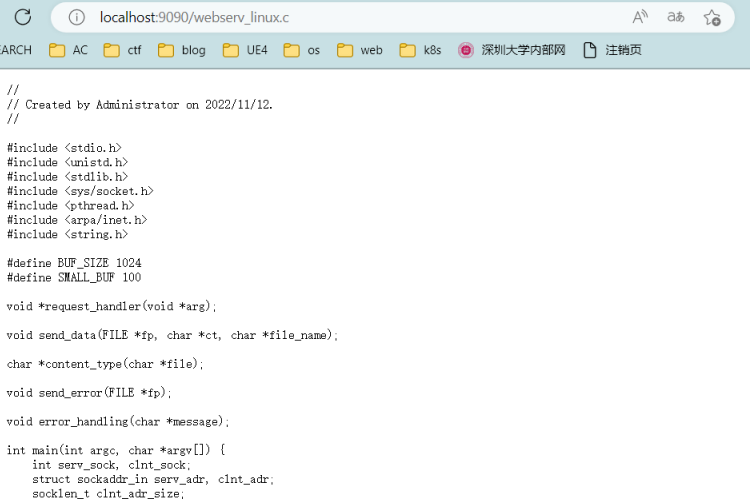 localhost:9090/webserv_linux.c
EARCH AC ctf blog UE4 os web k8s 深圳大学内部网 注销页
//
// Created by Administrator on 2022/11/12.
//
#include <stdio.h>
#include <unistd.h>
#include <stdlib.h>
#include <sys/socket.h>
#include <pthread.h>
#include <arpa/inet.h>
#include <string.h>
#define BUF_SIZE 1024
#define SMALL_BUF 100
void *request_handler(void *arg);
void send_data(FILE *fp, char *ct, char *file_name);
char *content_type(char *file);
void send_error(FILE *fp);
void error_handling(char *message);
int main(int argc, char *argv[]) {
    int serv_sock, clnt_sock;
    struct sockaddr_in serv_adr, clnt_adr;
    socklen_t clnt_adr_size;